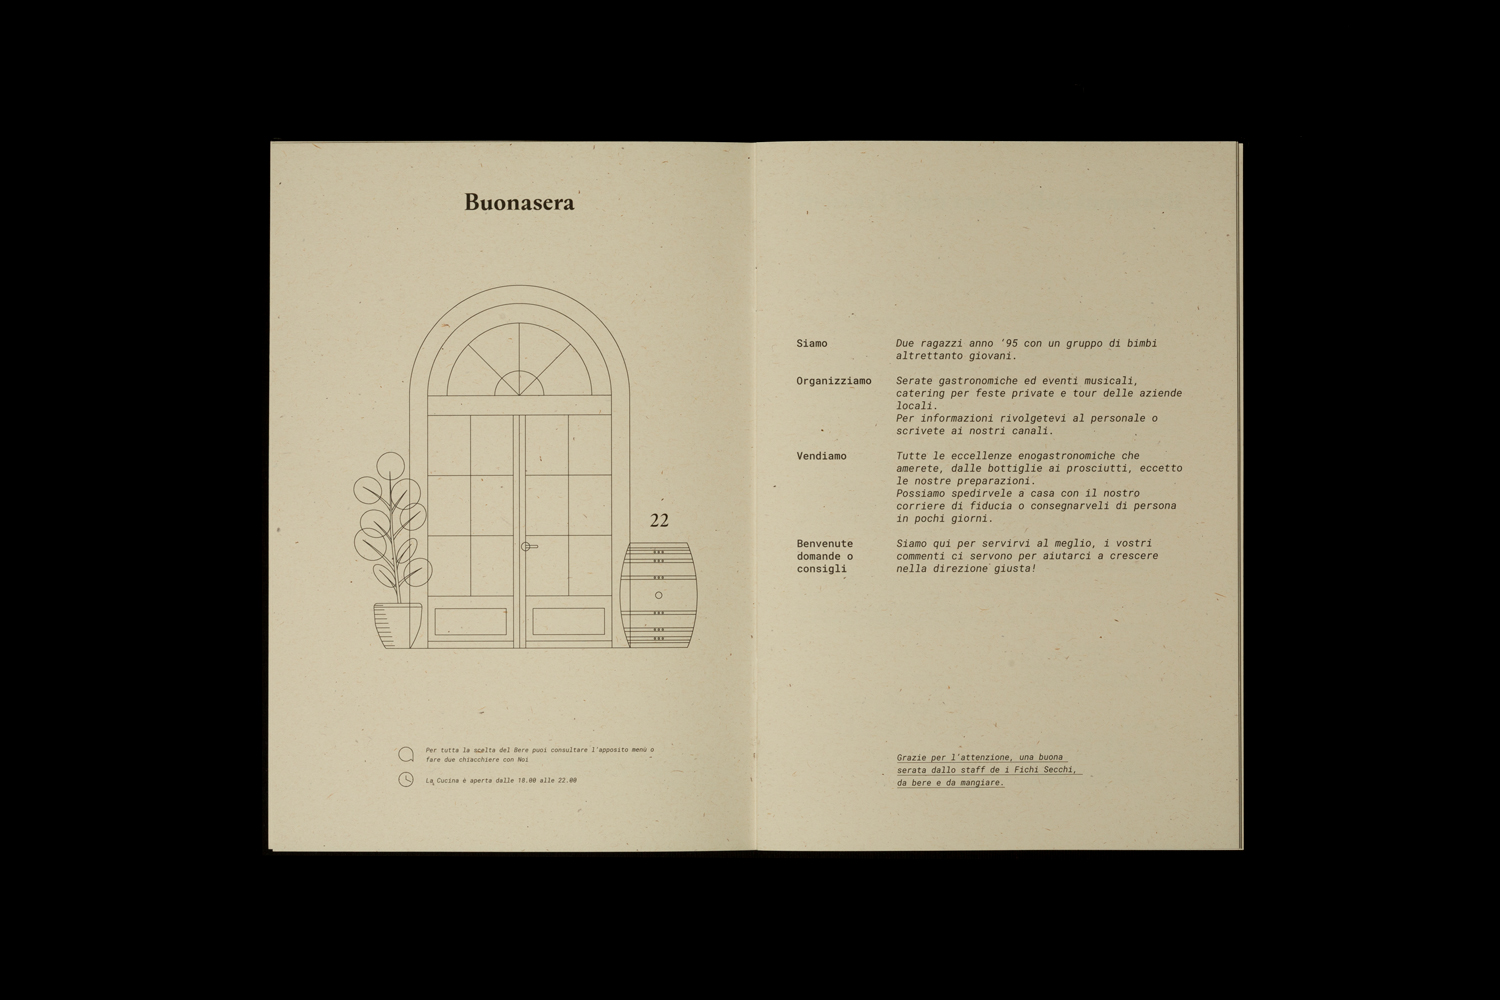 Buonasera
22
Per tutta la scelta del Bere puoi consultare l'apposito menù o
fare due chiacchiere con Noi
La Cucina è aperta dalle 18.00 alle 22.00
Siamo
Due ragazzi anno '95 con un gruppo di bimbi
altrettanto giovani.
Organizziamo
Serate gastronomiche ed eventi musicali,
catering per feste private e tour delle aziende
locali.
Per informazioni rivolgetevi al personale o
scrivete ai nostri canali.
Vendiamo
Tutte le eccellenze enogastronomiche che
amerete, dalle bottiglie ai prosciutti, eccetto
le nostre preparazioni.
Possiamo spedirvele a casa con il nostro
corriere di fiducia o consegnarveli di persona
in pochi giorni.
Benvenute
domande o
consigli
Siamo qui per servirvi al meglio, i vostri
commenti ci servono per aiutarci a crescere
nella direzione giusta!
Grazie per l'attenzione, una buona
serata dallo staff de i Fichi Secchi,
da bere e da mangiare.